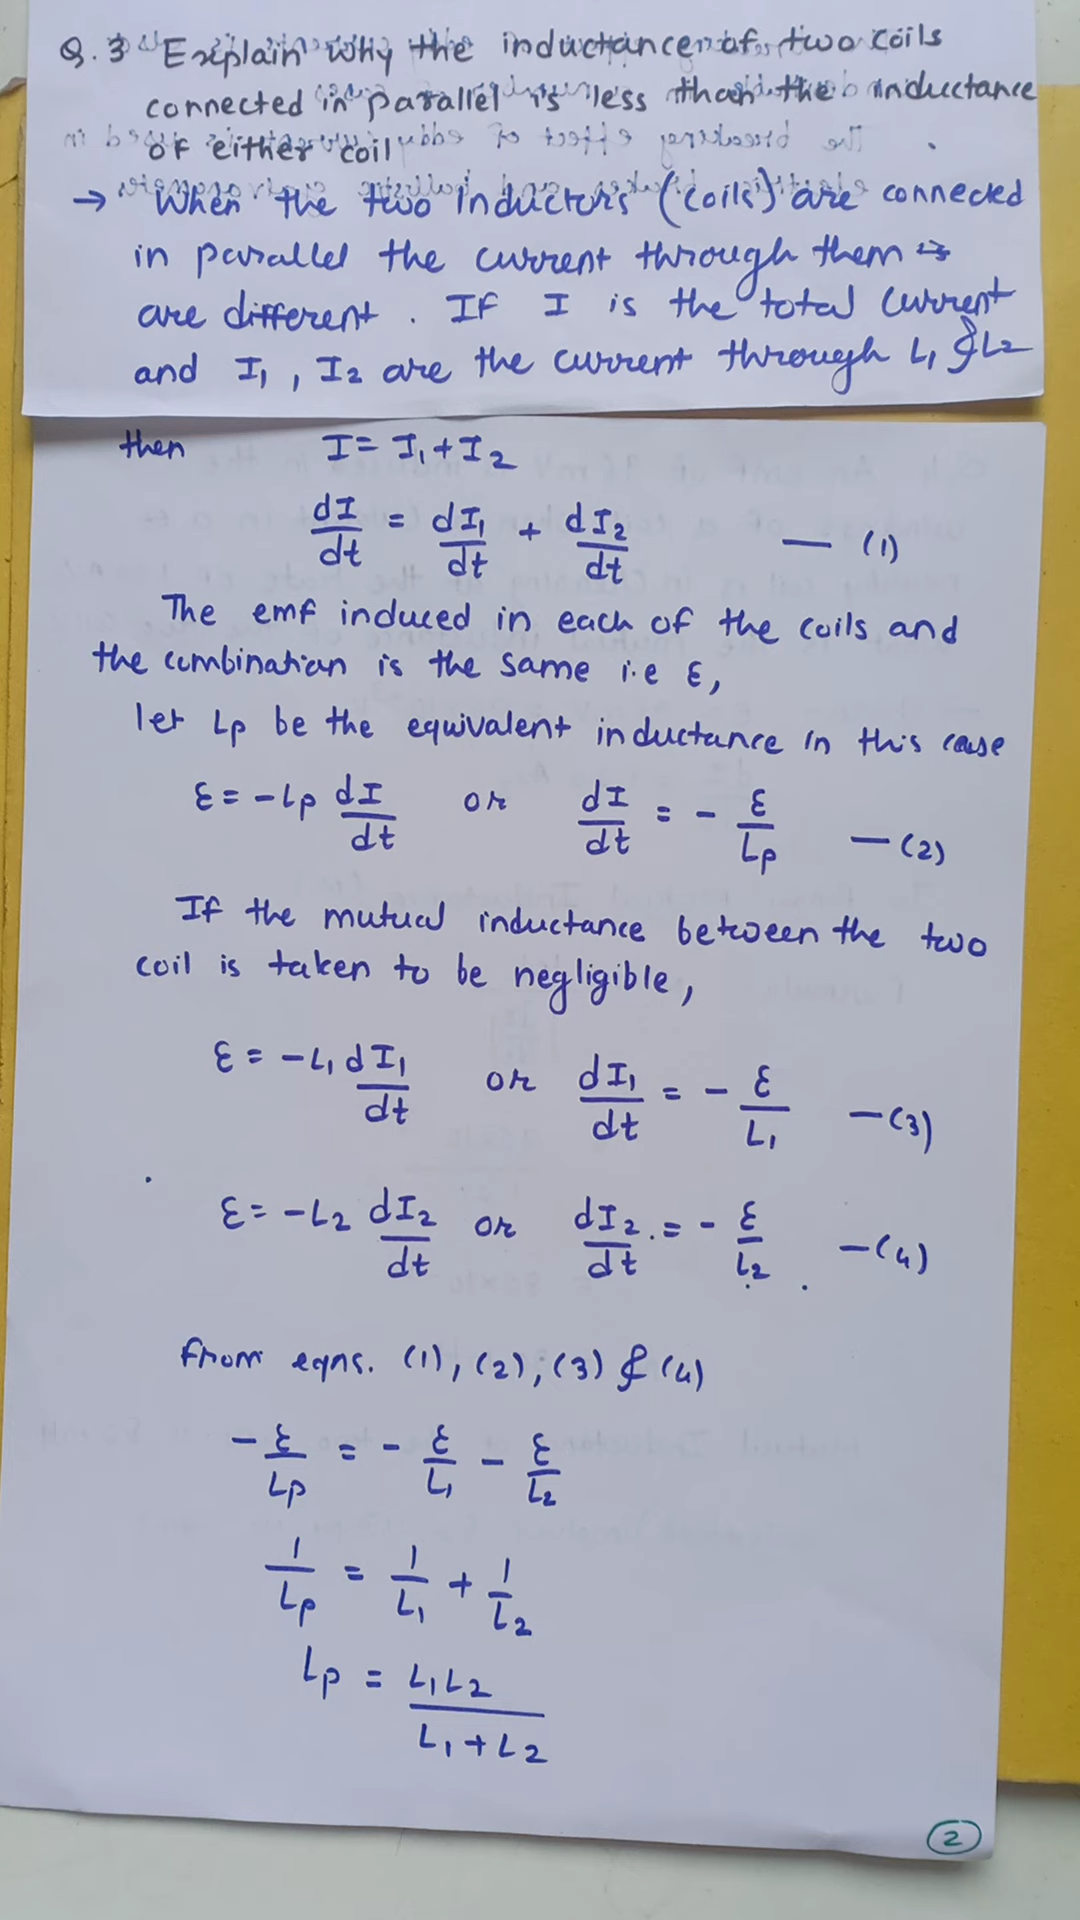 Q.3 Explain why the inductance of two coils
connected in parallel is less than the inductance
of either coil
→ When the two inductors (coils) are connected
in parallel the current through them is
are different. If I is the total current
and I₁, I₂ are the current through L₁ & L₂
then I = I₁ + I₂
dI/dt = dI₁/dt + dI₂/dt — (1)
The emf induced in each of the coils and
the combination is the same i.e ε,
let Lp be the equivalent inductance in this case
ε = -Lp dI/dt or dI/dt = - ε/Lp — (2)
If the mutual inductance between the two
coil is taken to be negligible,
ε = -L₁ dI₁/dt or dI₁/dt = - ε/L₁ — (3)
ε = -L₂ dI₂/dt or dI₂/dt = - ε/L₂ — (4)
from eqns. (1), (2), (3) & (4)
-ε/Lp = - ε/L₁ - ε/L₂
1/Lp = 1/L₁ + 1/L₂
Lp = L₁L₂/L₁+L₂
2